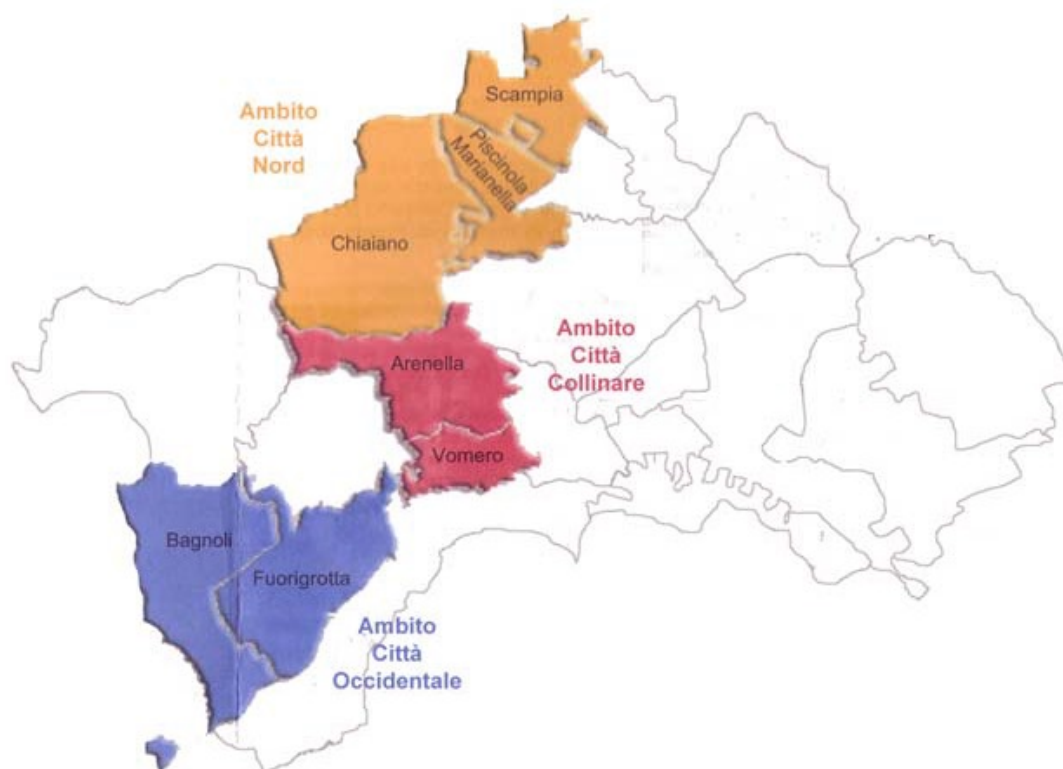 Scampia
Ambito
Città
Nord
Piscinola
Marianella
Chiaiano
Ambito
Città
Collinare
Arenella
Vomero
Bagnoli
Fuorigrotta
Ambito
Città
Occidentale